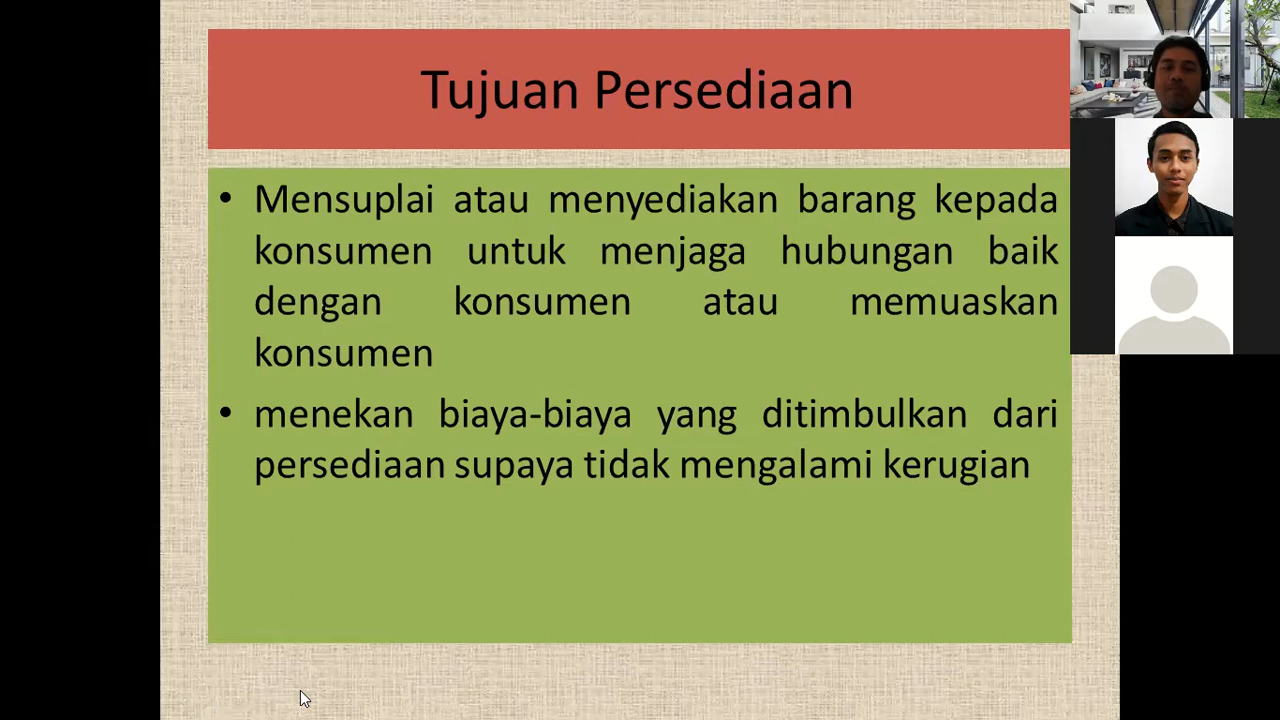 Tujuan Persediaan
• Mensuplai atau menyediakan barang kepada
konsumen untuk menjaga hubungan baik
dengan konsumen atau memuaskan
konsumen
• menekan biaya-biaya yang ditimbulkan dari
persediaan supaya tidak mengalami kerugian